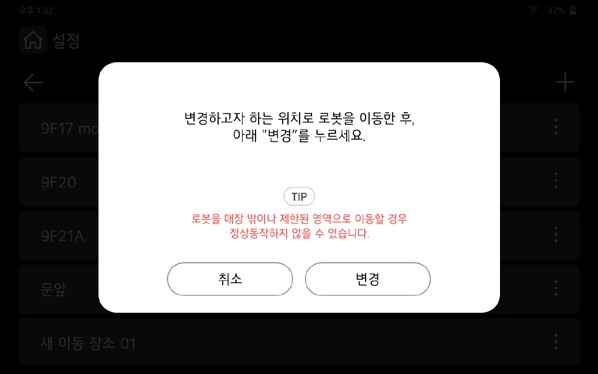 오후 1:32
32%
설정
변경하고자 하는 위치로 로봇을 이동한 후,
아래 “변경”를 누르세요.
9F17 mo
9F20
TIP
로봇을 매장 밖이나 제한된 영역으로 이동할 경우
정상동작하지 않을 수 있습니다.
9F21A
취소
변경
문앞
새 이동 장소 01